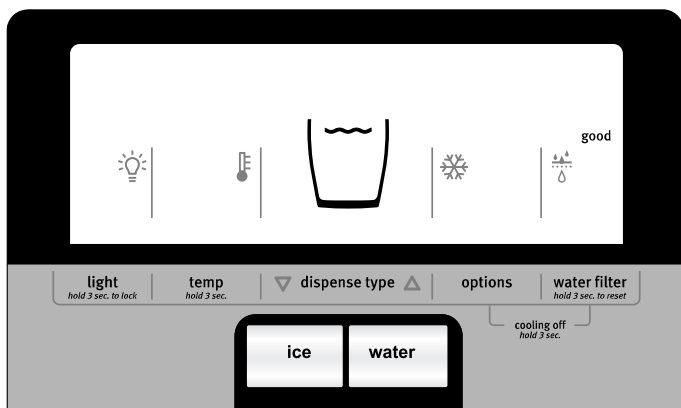 good
light
hold 3 sec. to lock
temp
hold 3 sec.
dispense type
options
water filter
hold 3 sec. to reset
cooling off
hold 3 sec.
ice
water